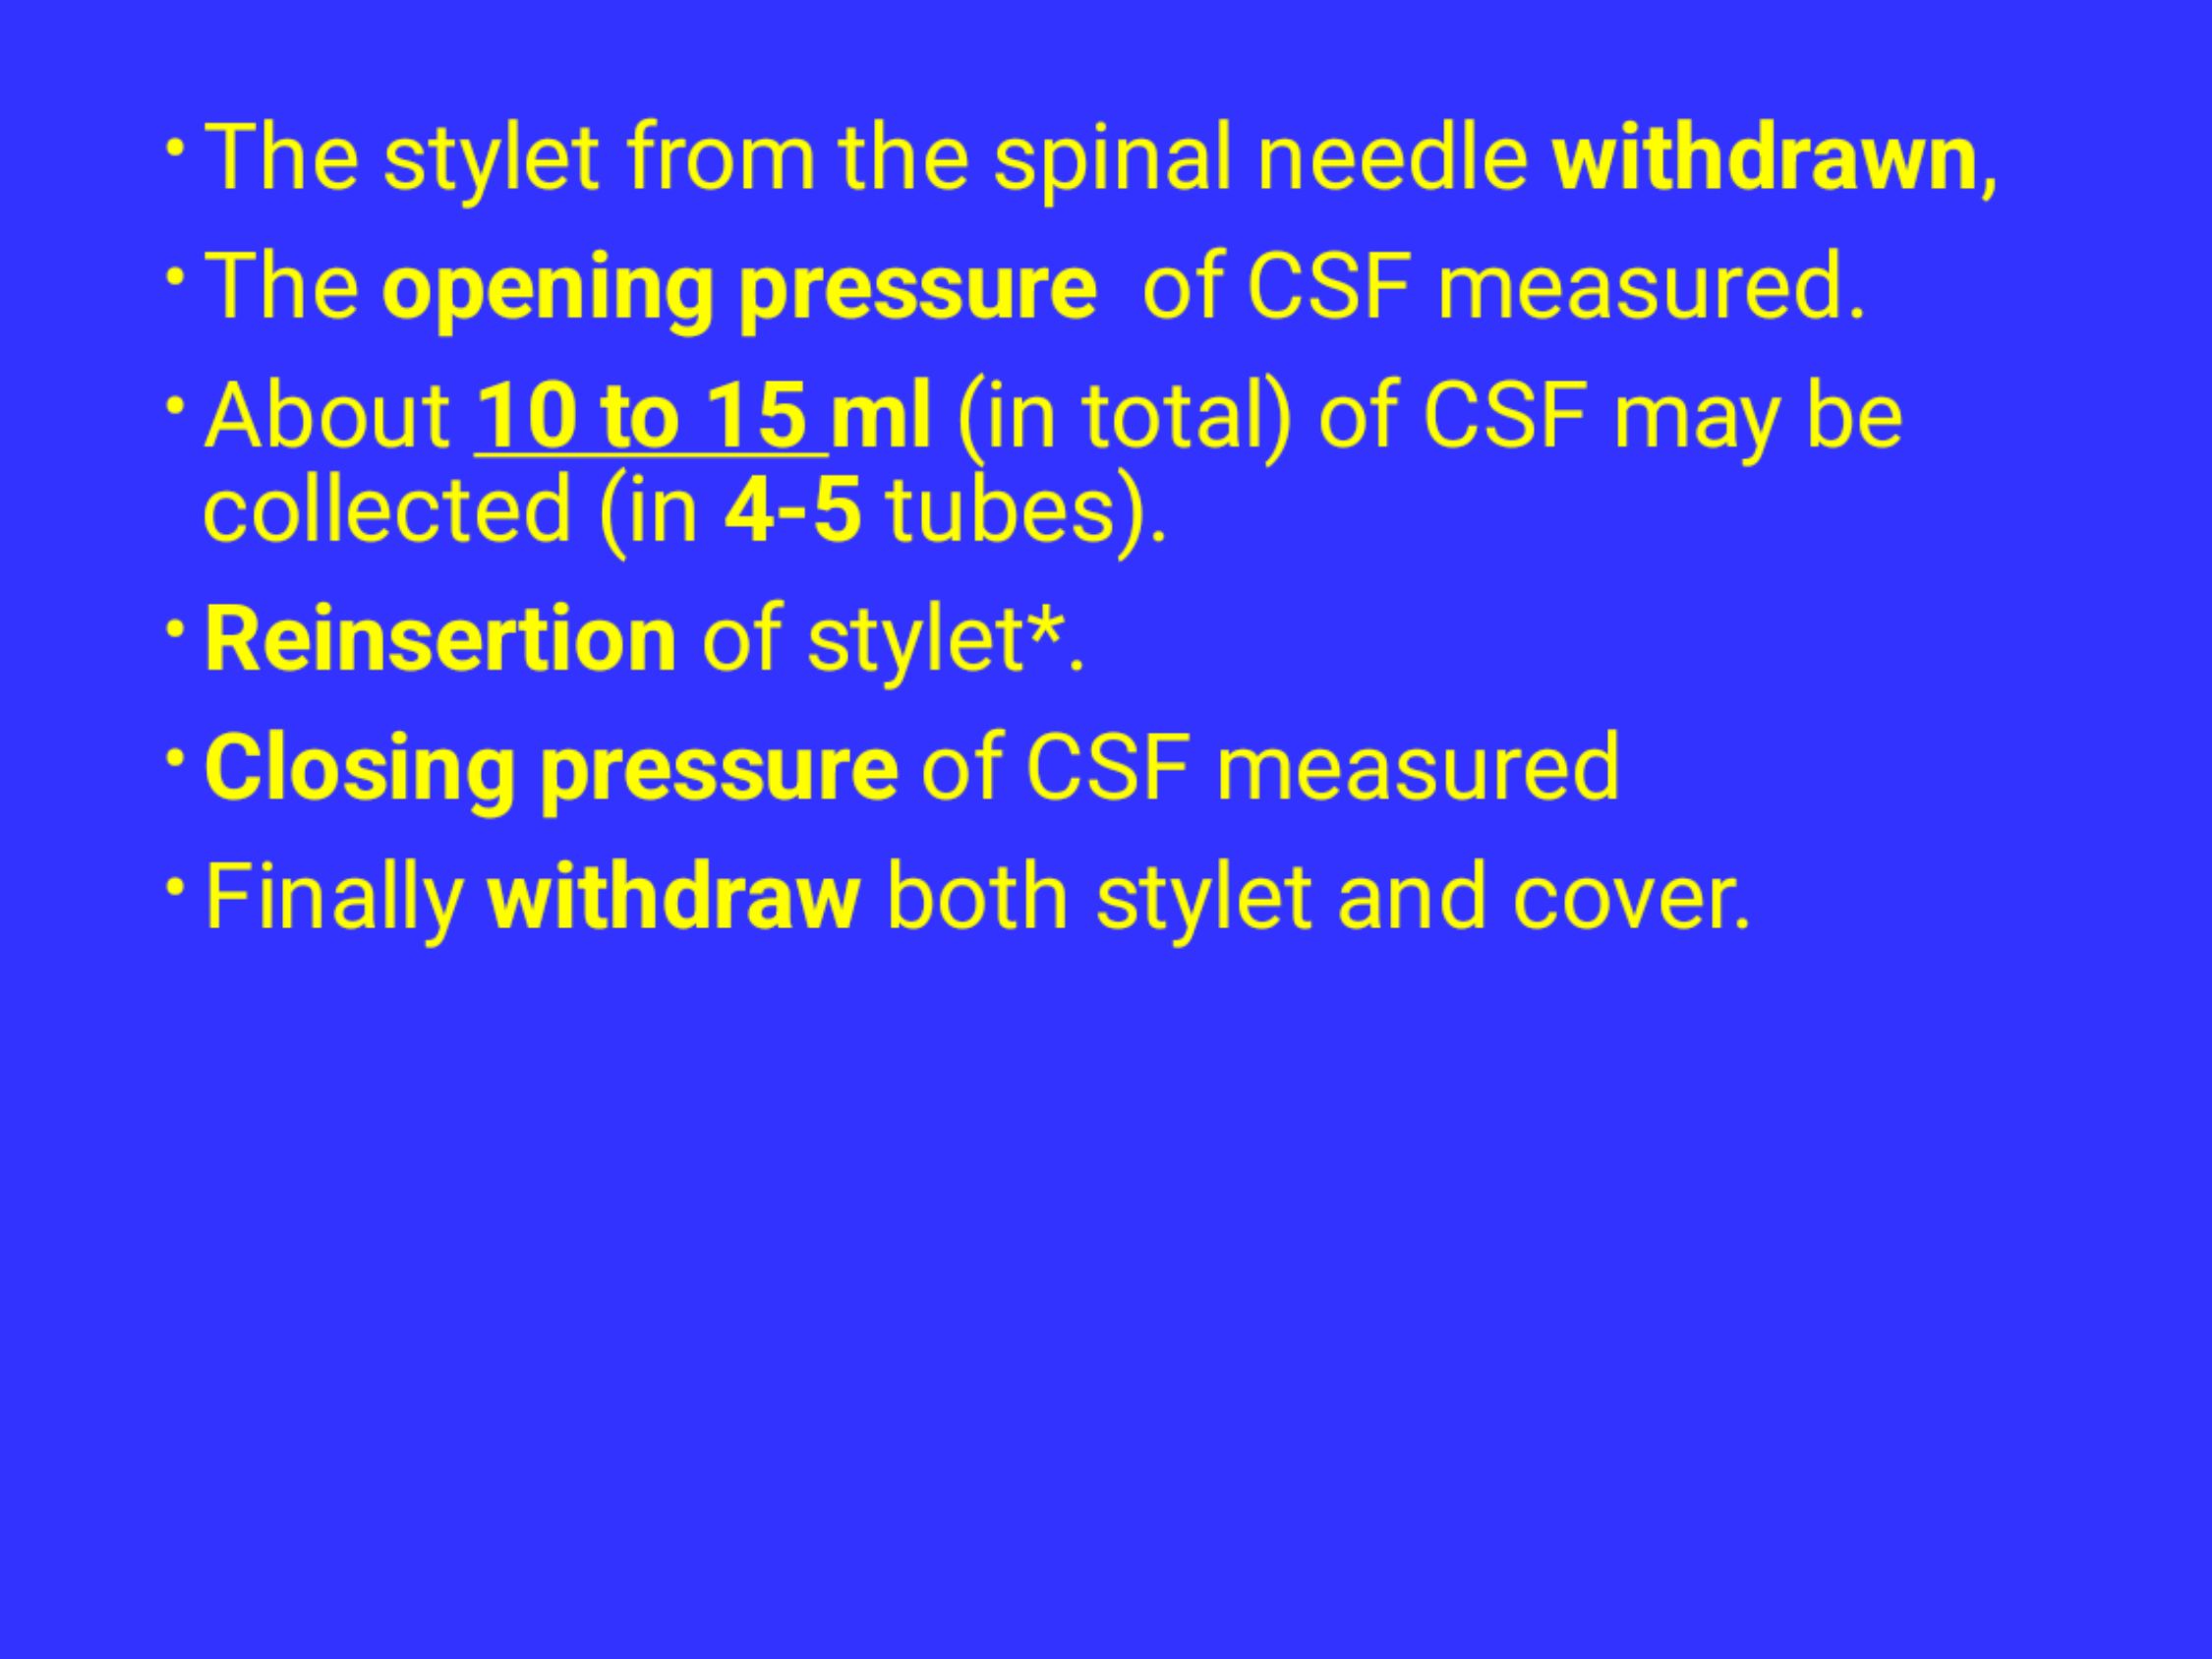 • The stylet from the spinal needle withdrawn,
• The opening pressure  of CSF measured.
• About 10 to 15 ml (in total) of CSF may be
collected (in 4-5 tubes).
• Reinsertion of stylet*.
• Closing pressure of CSF measured
• Finally withdraw both stylet and cover.